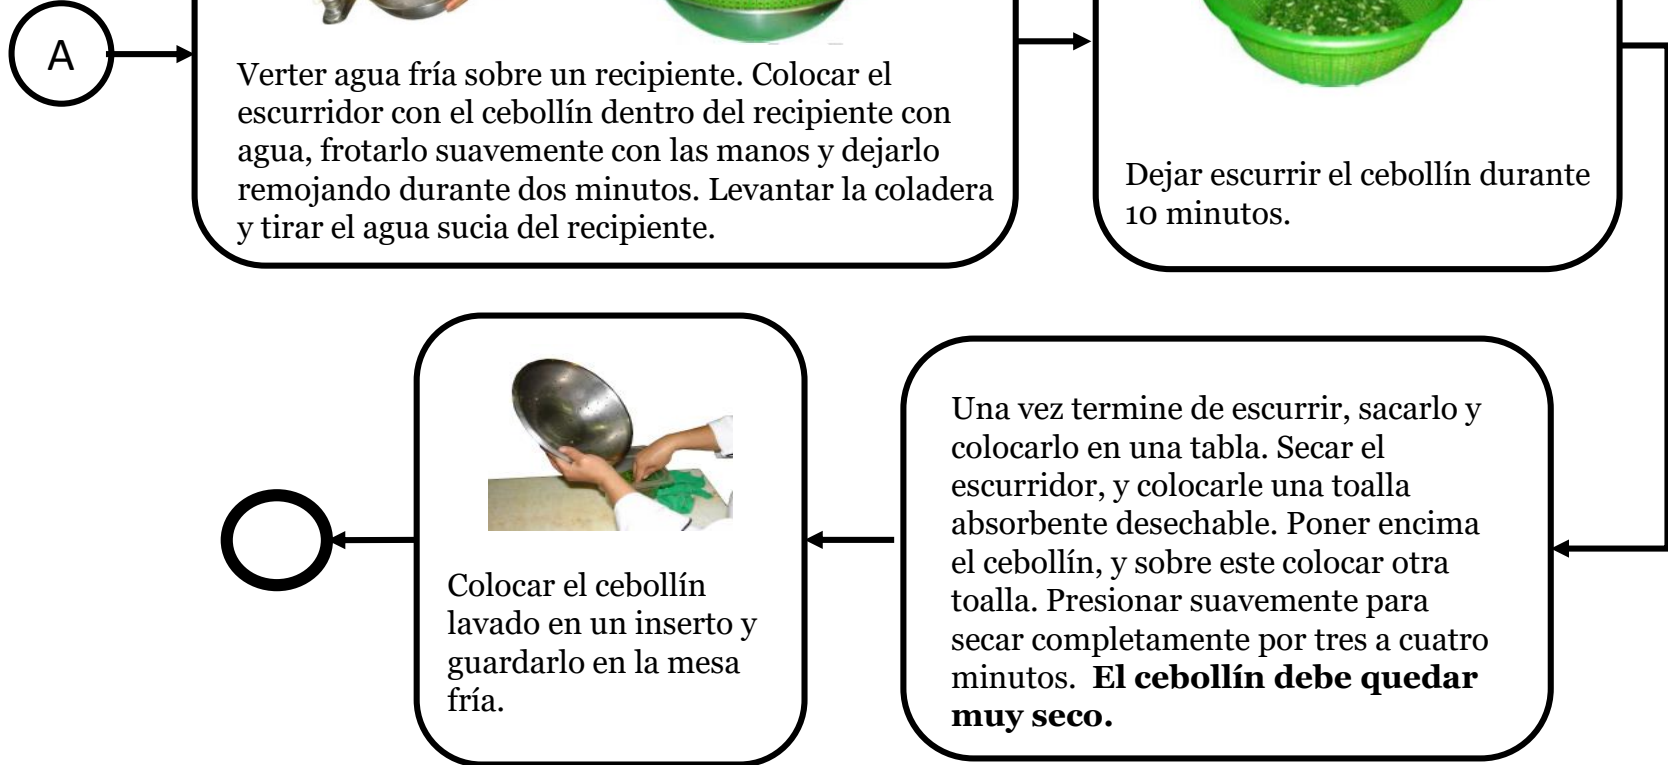 A
Verter agua fría sobre un recipiente. Colocar el
escurridor con el cebollín dentro del recipiente con
agua, frotarlo suavemente con las manos y dejarlo
remojando durante dos minutos. Levantar la coladera
y tirar el agua sucia del recipiente.
Dejar escurrir el cebollín durante
10 minutos.
Una vez termine de escurrir, sacarlo y
colocarlo en una tabla. Secar el
escurridor, y colocarle una toalla
absorbente desechable. Poner encima
el cebollín, y sobre este colocar otra
toalla. Presionar suavemente para
secar completamente por tres a cuatro
minutos.  El cebollín debe quedar
muy seco.
Colocar el cebollín
lavado en un inserto y
guardarlo en la mesa
fría.